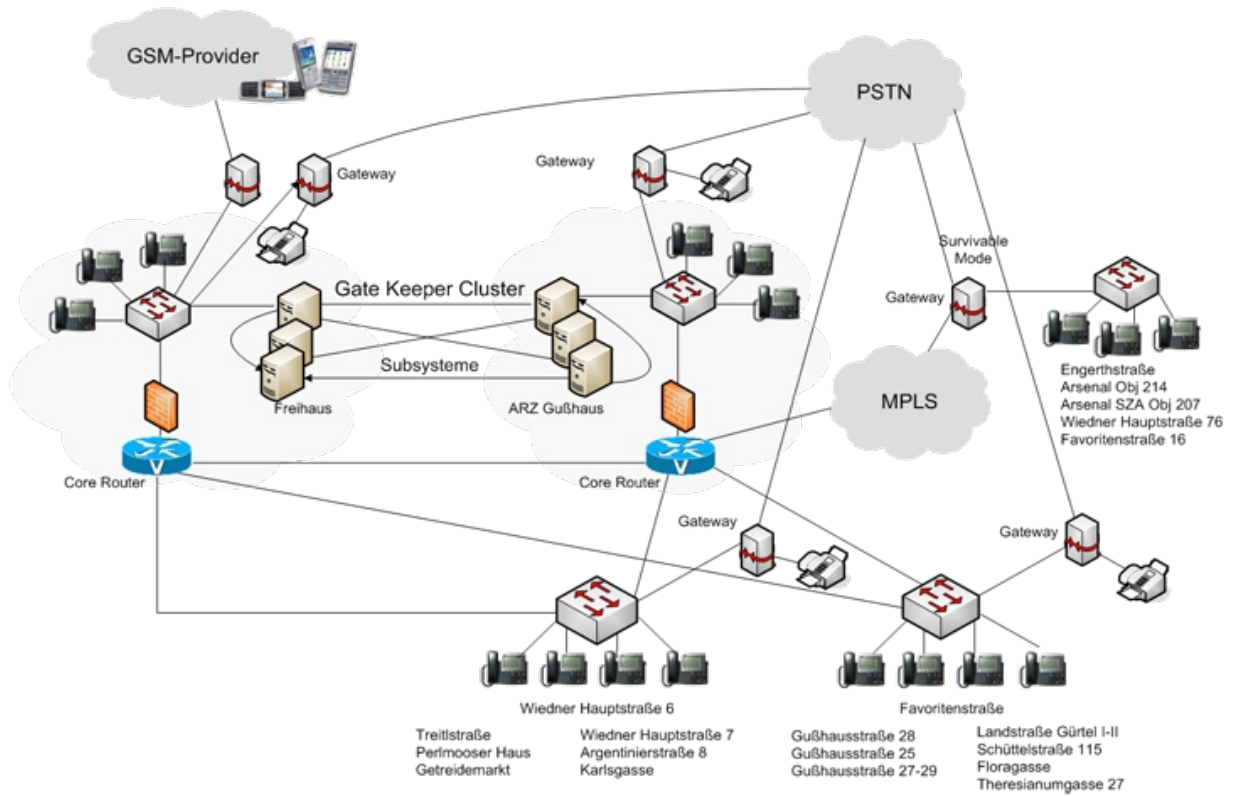 GSM-Provider
PSTN
Gateway
Gateway
Survivable
Mode
Gate Keeper Cluster
Gateway
Subsysteme
Freihaus
ARZ Gußhaus
MPLS
Engerthstraße
Arsenal Obj 214
Arsenal SZA Obj 207
Wiedner Hauptstraße 76
Favoritenstraße 16
Core Router
Core Router
Gateway
Gateway
Wiedner Hauptstraße 6
Treitlstraße
Perlmooser Haus
Getreidemarkt
Wiedner Hauptstraße 7
Argentinierstraße 8
Karlsgasse
Favoritenstraße
Gußhausstraße 28
Gußhausstraße 25
Gußhausstraße 27-29
Landstraße Gürtel I-II
Schüttelstraße 115
Floragasse
Theresianumgasse 27